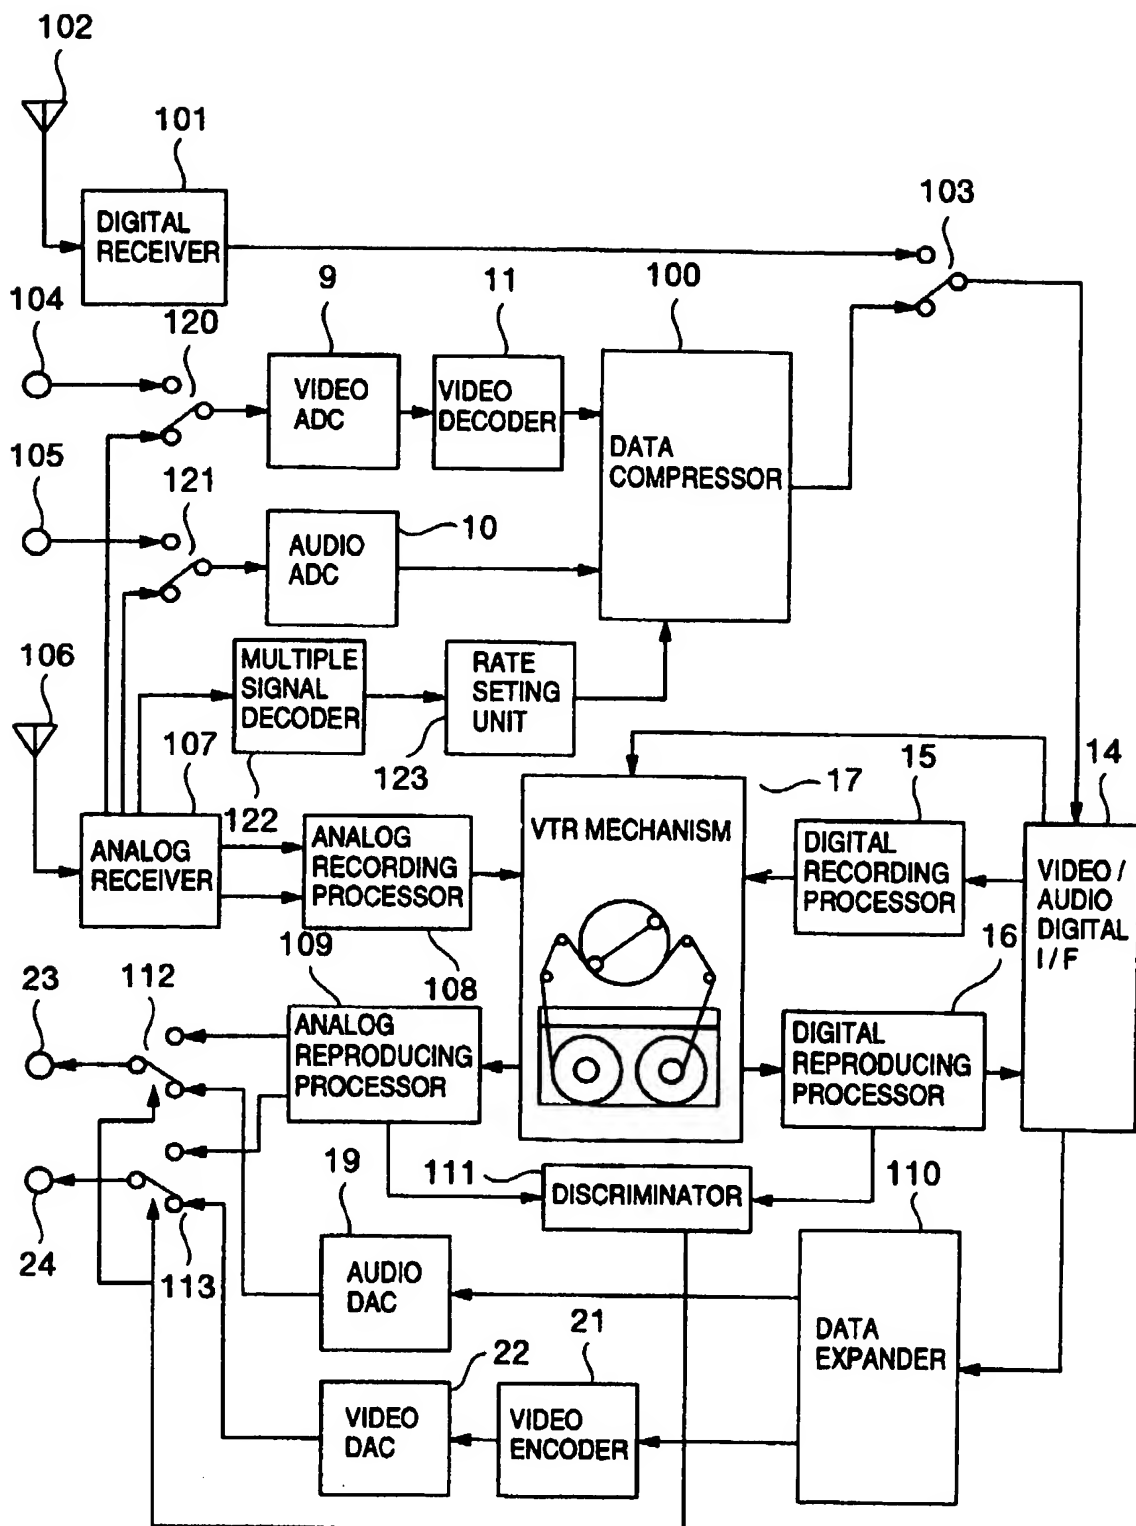 102
101
DIGITAL
RECEIVER
103
104
120
9
11
100
VIDEO
ADC
VIDEO
DECODER
DATA
COMPRESSOR
105
121
10
AUDIO
ADC
106
MULTIPLE
SIGNAL
DECODER
RATE
SETING
UNIT
107
122
123
17
15
14
ANALOG
RECEIVER
ANALOG
RECORDING
PROCESSOR
VTR MECHANISM
DIGITAL
RECORDING
PROCESSOR
VIDEO /
AUDIO
DIGITAL
I / F
109
108
16
23
112
ANALOG
REPRODUCING
PROCESSOR
DIGITAL
REPRODUCING
PROCESSOR
111
DISCRIMINATOR
110
24
113
19
AUDIO
DAC
DATA
EXPANDER
22
21
VIDEO
DAC
VIDEO
ENCODER